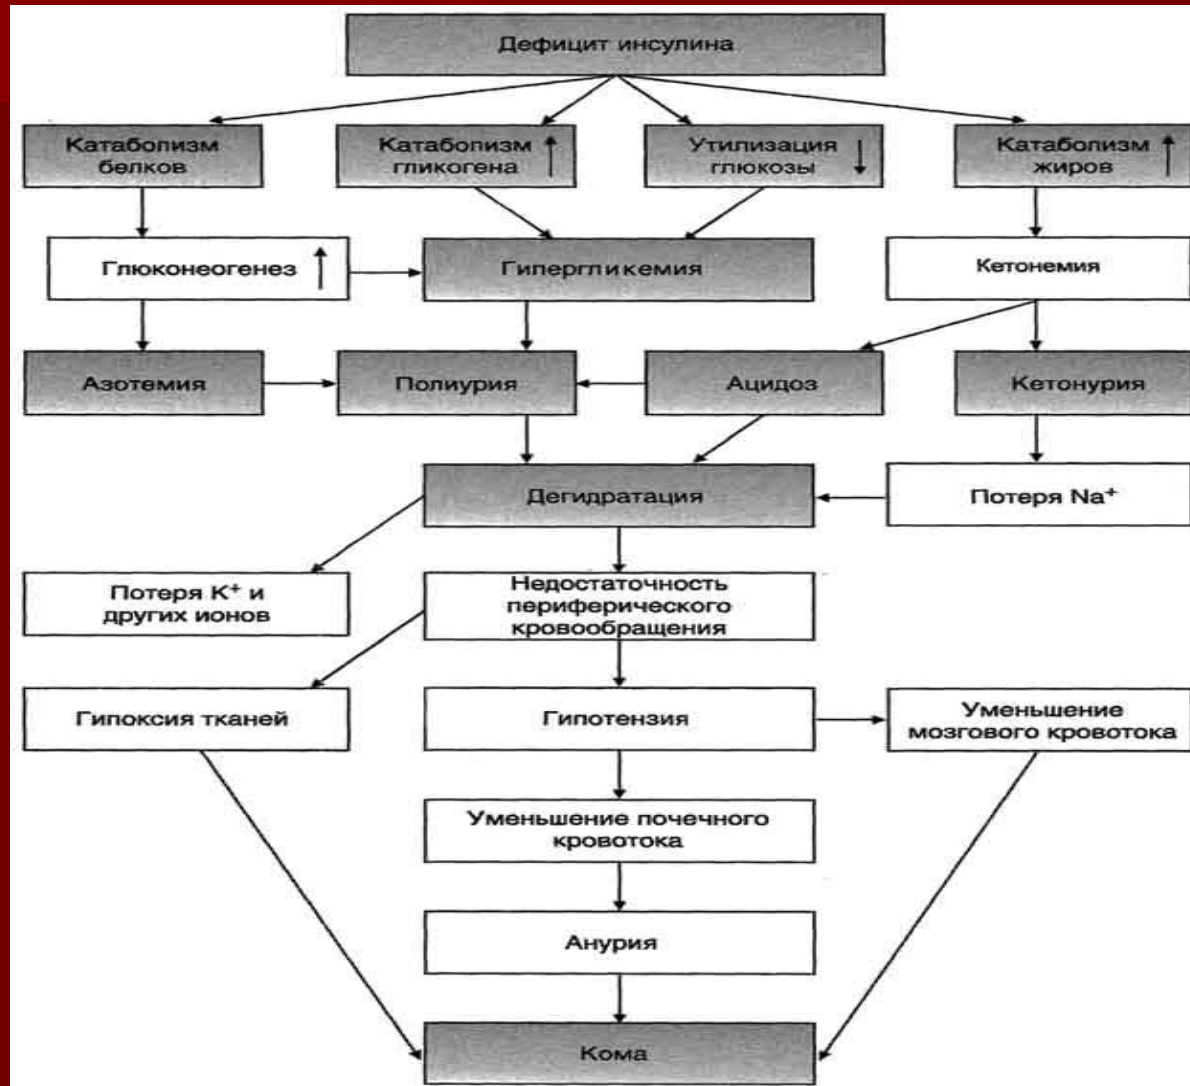 Дефицит инсулина
Катаболизм
белков
Катаболизм
гликогена
Утилизация
глюкозы
Катаболизм
жиров
Глюконеогенез
Гипергликемия
Кетонемия
Азотемия
Полиурия
Ацидоз
Кетонурия
Дегидратация
Потеря Na⁺
Потеря K⁺ и
других ионов
Недостаточность
периферического
кровообращения
Гипоксия тканей
Гипотензия
Уменьшение
мозгового кровотока
Уменьшение почечного
кровотока
Анурия
Кома